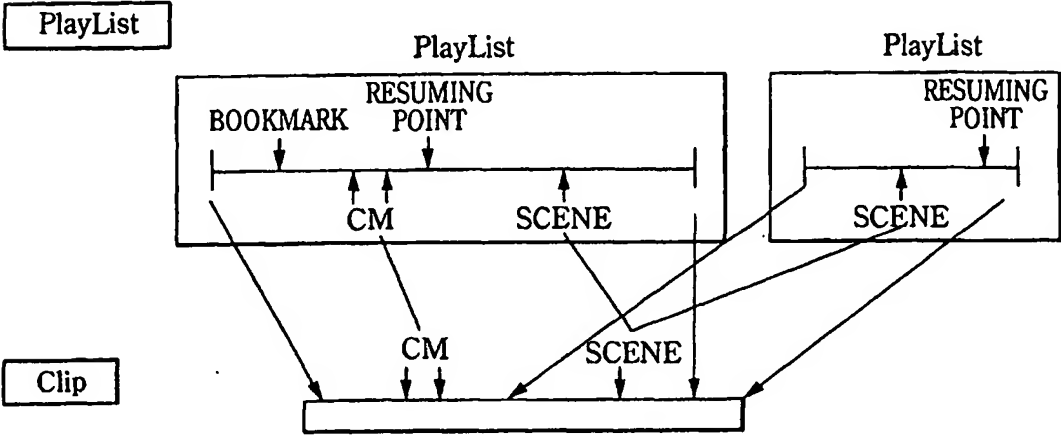 PlayList
PlayList
PlayList
BOOKMARK
RESUMING
POINT
RESUMING
POINT
CM
SCENE
SCENE
CM
SCENE
Clip